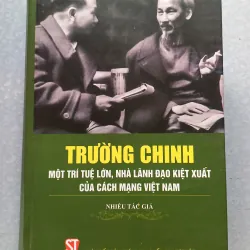 TRƯỜNG CHINH
MỘT TRÍ TUỆ LỚN, NHÀ LÃNH ĐẠO KIỆT XUẤT
CỦA CÁCH MẠNG VIỆT NAM
NHIỀU TÁC GIẢ